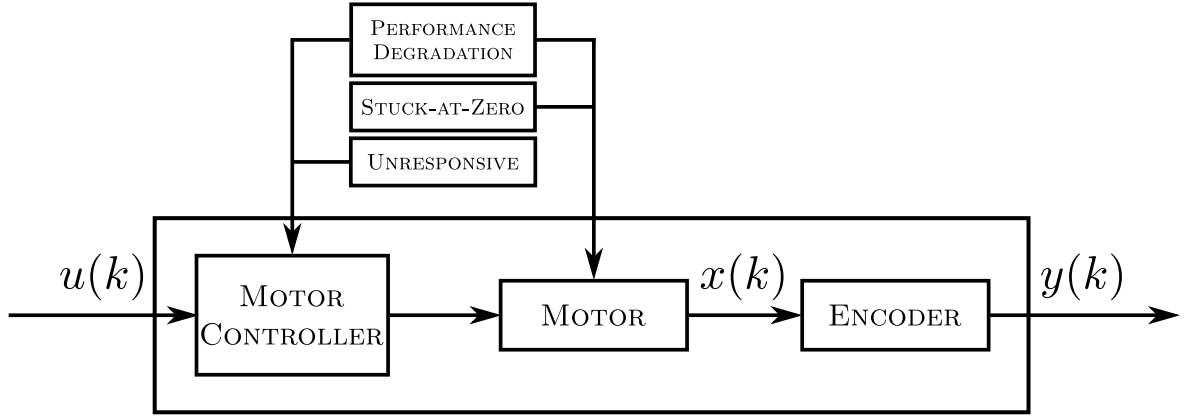 Performance
Degradation
Stuck-at-Zero
Unresponsive
u(k)
Motor
Controller
Motor
x(k)
Encoder
y(k)